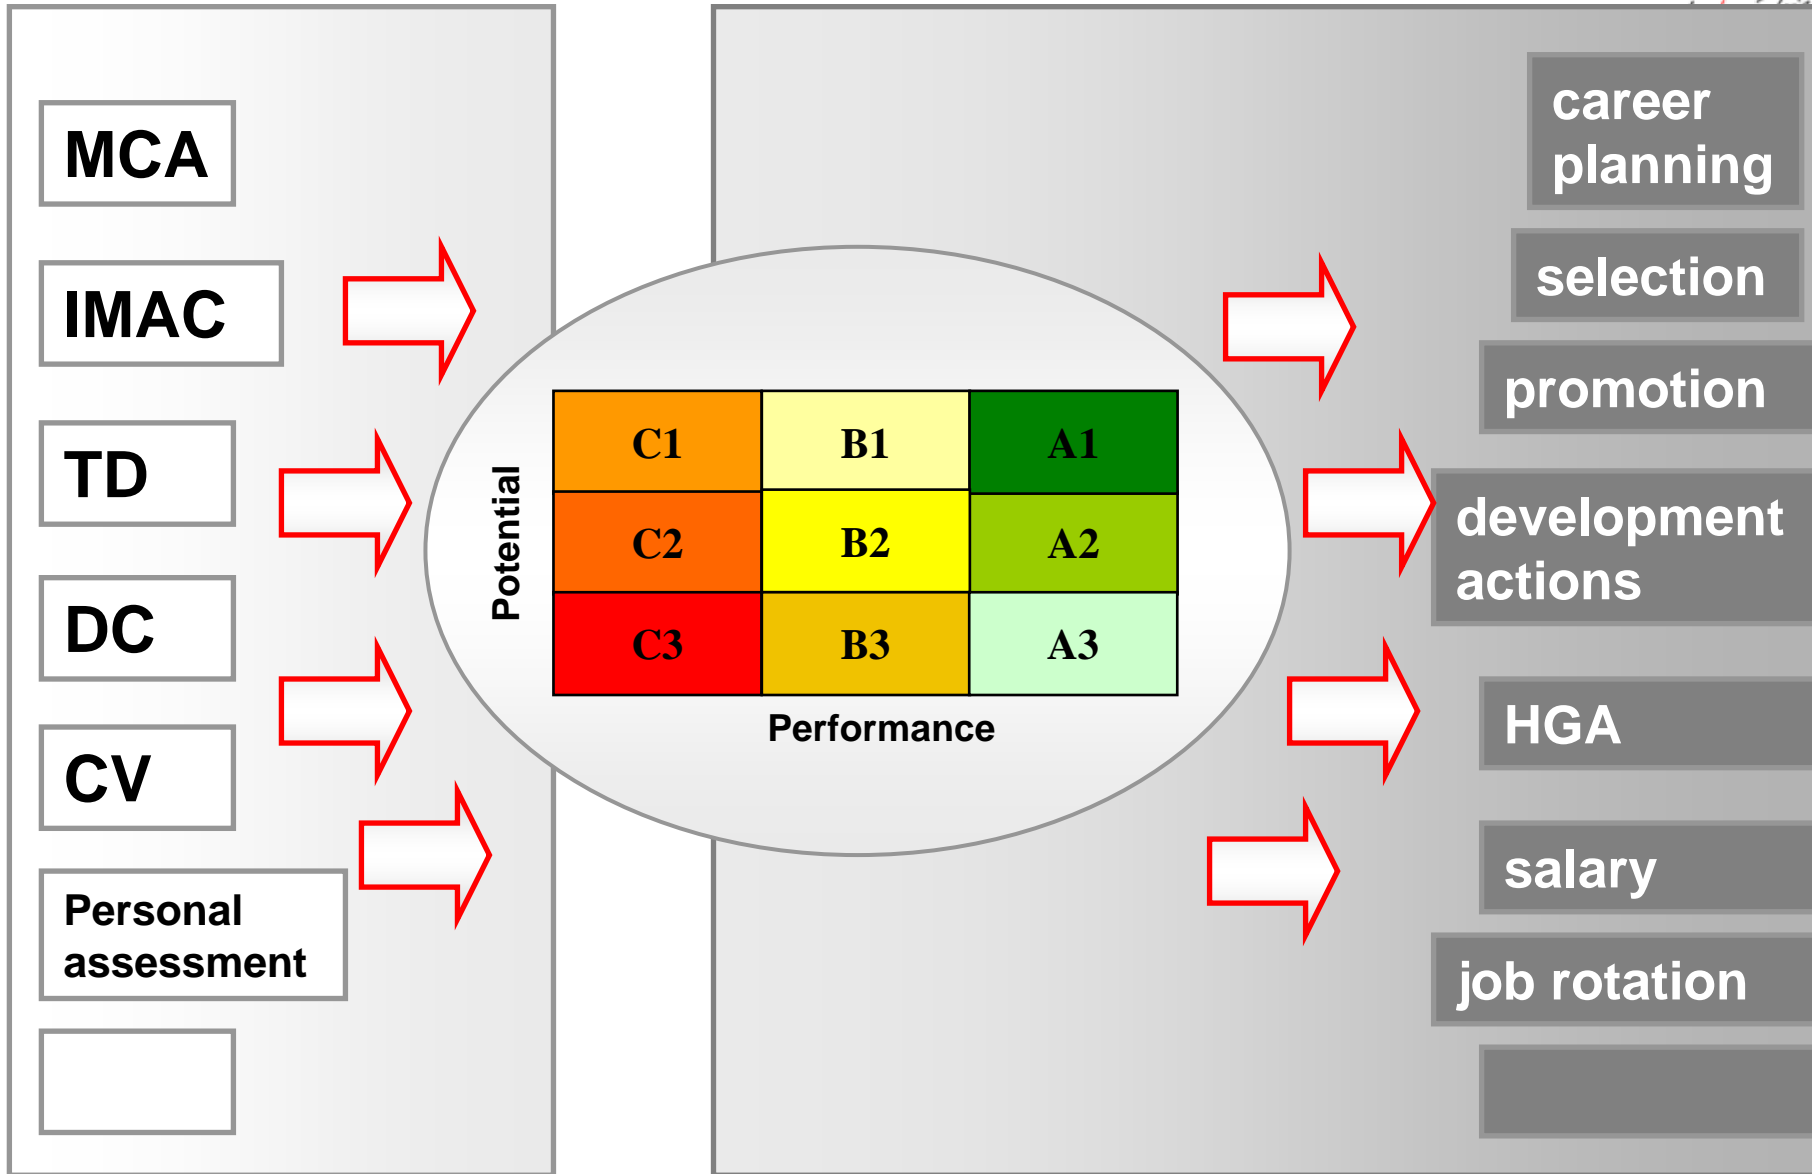 MCA
IMAC
TD
DC
CV
Personal
assessment
Potential
C1 B1 A1
C2 B2 A2
C3 B3 A3
Performance
career
planning
selection
promotion
development
actions
HGA
salary
job rotation